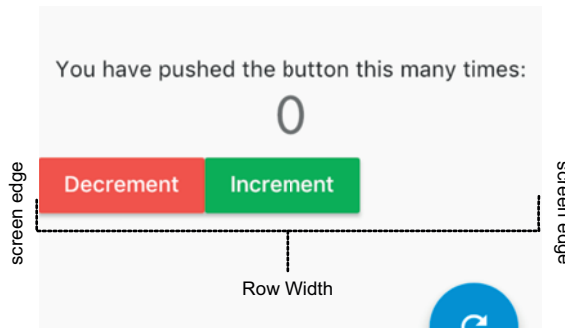 You have pushed the button this many times:
0
Decrement
Increment
screen edge
screen edge
Row Width